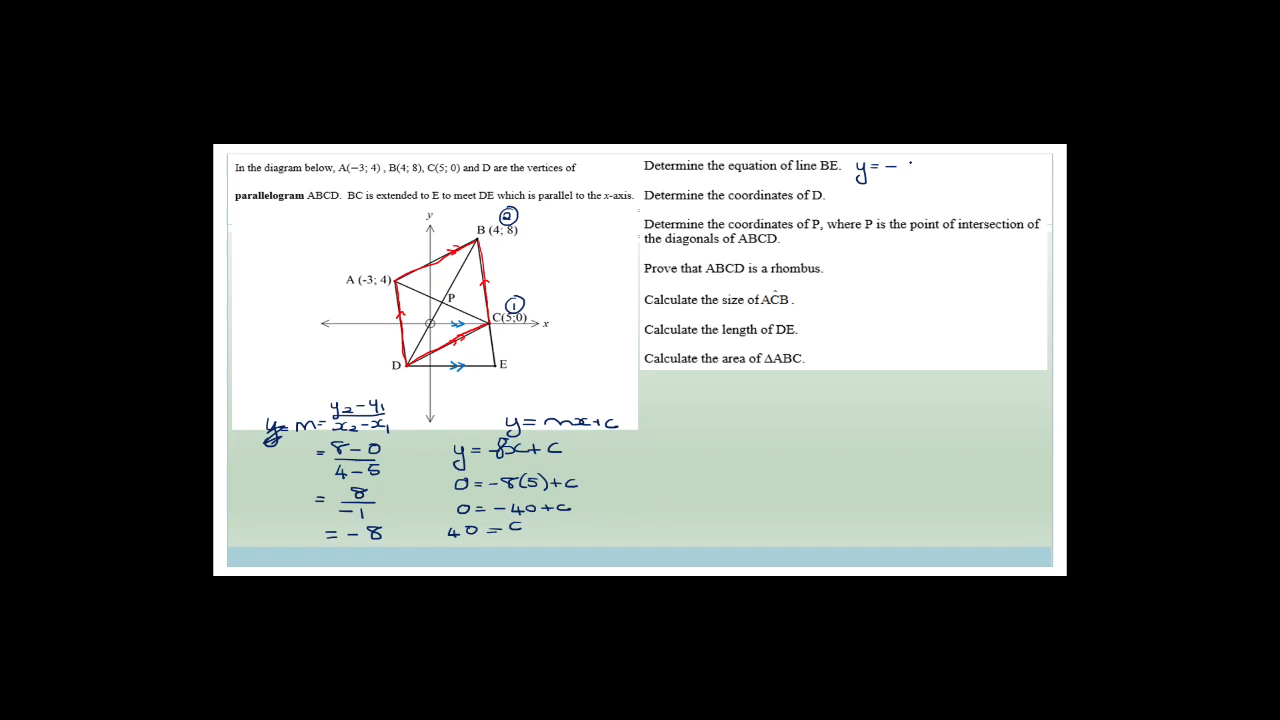 In the diagram below, A(−3; 4) , B(4; 8), C(5; 0) and D are the vertices of
parallelogram ABCD. BC is extended to E to meet DE which is parallel to the x-axis.
y
2
B (4; 8)
A (-3; 4)
P
1
C(5;0)
x
D
E
m = y2 − y1 / x2 − x1
= 8 − 0 / 4 − 5
= 8 / −1
= − 8
y = mx + c
y = -8x + c
0 = −8(5) + c
0 = − 40 + c
40 = c
Determine the equation of line BE. y = −
Determine the coordinates of D.
Determine the coordinates of P, where P is the point of intersection of
the diagonals of ABCD.
Prove that ABCD is a rhombus.
Calculate the size of AĈB .
Calculate the length of DE.
Calculate the area of ΔABC.